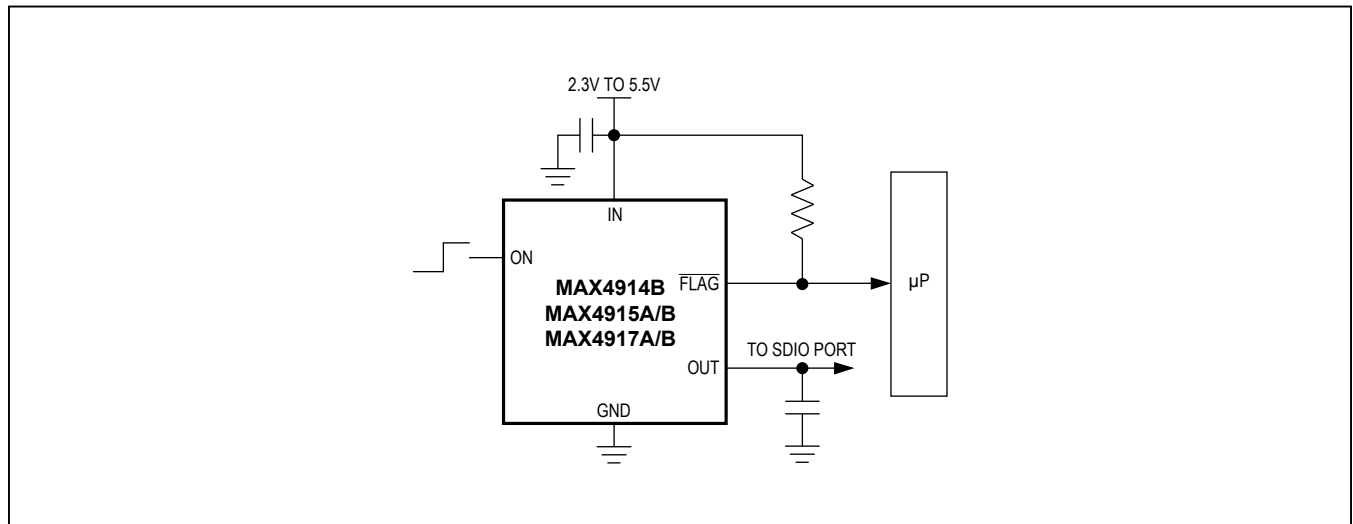 2.3V TO 5.5V
IN
ON
MAX4914B
MAX4915A/B
MAX4917A/B
FLAG
µP
TO SDIO PORT
OUT
GND